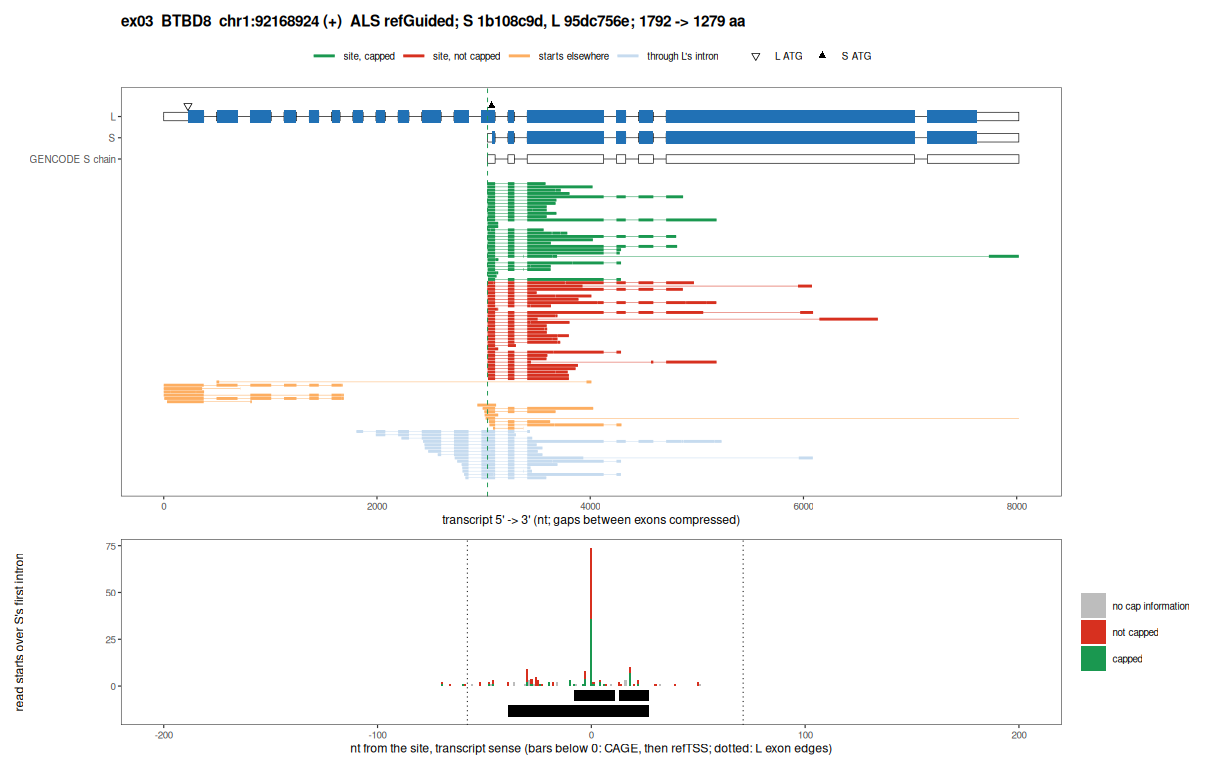 ex03 BTBD8 chr1:92168924 (+) ALS refGuided; S 1b108c9d, L 95dc756e; 1792 -> 1279 aa
site, capped site, not capped starts elsewhere through L's intron L ATG S ATG
L
S
GENCODE S chain
0 2000 4000 6000 8000
transcript 5' -> 3' (nt; gaps between exons compressed)
read starts over S's first intron
75
50
25
0
no cap information
not capped
capped
-200 -100 0 100 200
nt from the site, transcript sense (bars below 0: CAGE, then refTSS; dotted: L exon edges)